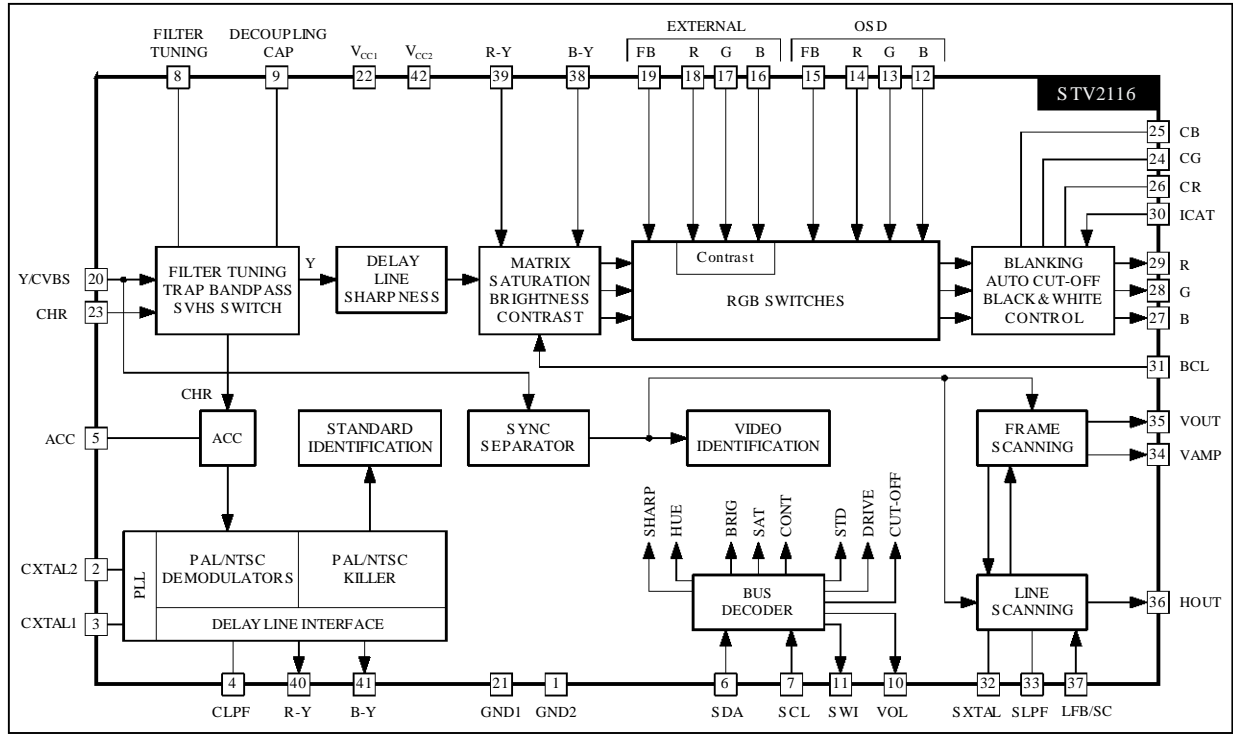 EXTERNAL OSD
FILTER TUNING
DECOUPLING CAP
VCC1 VCC2 R-Y B-Y FB R G B FB R G B
8 9 22 42 39 38 19 18 17 16 15 14 13 12
STV2116
25 CB
24 CG
26 CR
30 ICAT
Y/CVBS 20
CHR 23
FILTER TUNING
TRAP BANDPASS
SVHS SWITCH
Y
DELAY
LINE
SHARPNESS
MATRIX
SATURATION
BRIGHTNESS
CONTRAST
Contrast
RGB SWITCHES
BLANKING
AUTO CUT-OFF
BLACK & WHITE
CONTROL
29 R
28 G
27 B
31 BCL
CHR
ACC 5
ACC
STANDARD
IDENTIFICATION
SYNC
SEPARATOR
VIDEO
IDENTIFICATION
FRAME
SCANNING
35 VOUT
34 VAMP
SHARP
HUE
BRIG
SAT
CONT
STD
DRIVE
CUT-OFF
CXTAL2 2
CXTAL1 3
PLL
PAL/NTSC
DEMODULATORS
PAL/NTSC
KILLER
DELAY LINE INTERFACE
BUS
DECODER
LINE
SCANNING
36 HOUT
4 40 41 21 1 6 7 11 10 32 33 37
CLPF R-Y B-Y GND1 GND2 SDA SCL SWI VOL SXTAL SLPF LFB/SC